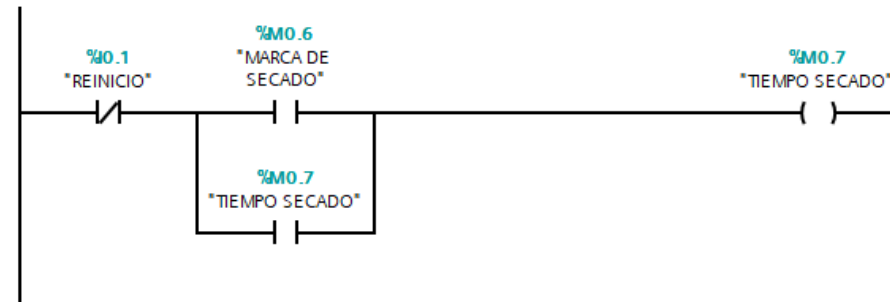 %I0.1
"REINICIO"
%M0.6
"MARCA DE
SECADO"
%M0.7
"TIEMPO SECADO"
%M0.7
"TIEMPO SECADO"